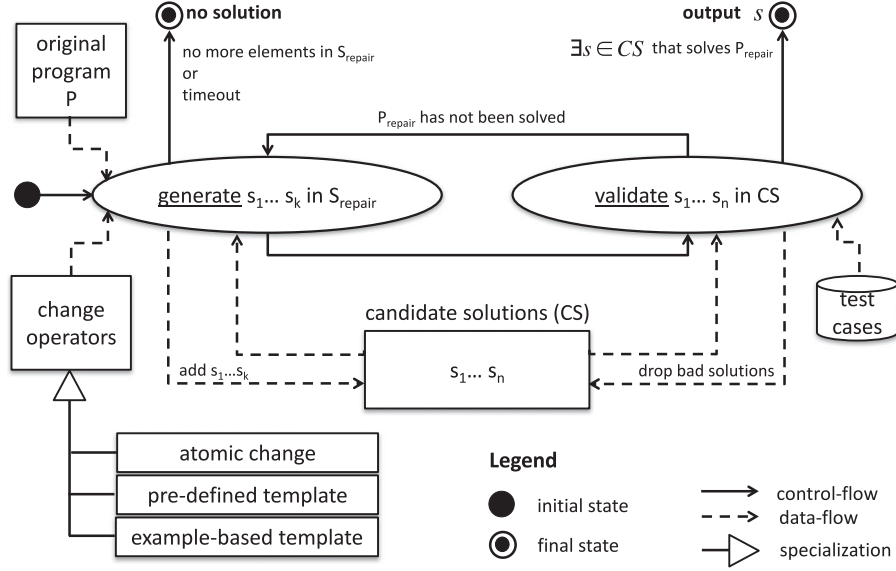 no solution
output s
original
program
P
no more elements in S_repair
or
timeout
∃s ∈ CS that solves P_repair
P_repair has not been solved
generate s_1... s_k in S_repair
validate s_1... s_n in CS
change
operators
candidate solutions (CS)
test
cases
s_1... s_n
add s_1...s_k
drop bad solutions
atomic change
pre-defined template
example-based template
Legend
initial state
final state
control-flow
data-flow
specialization